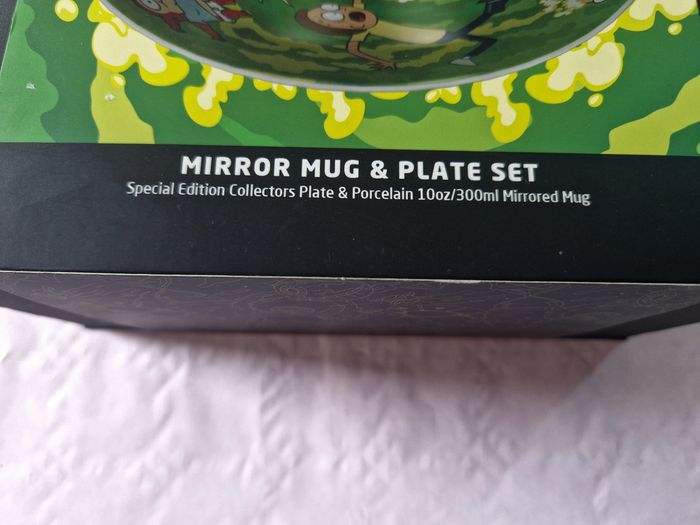 MIRROR MUG & PLATE SET
Special Edition Collectors Plate & Porcelain 10oz/300ml Mirrored Mug